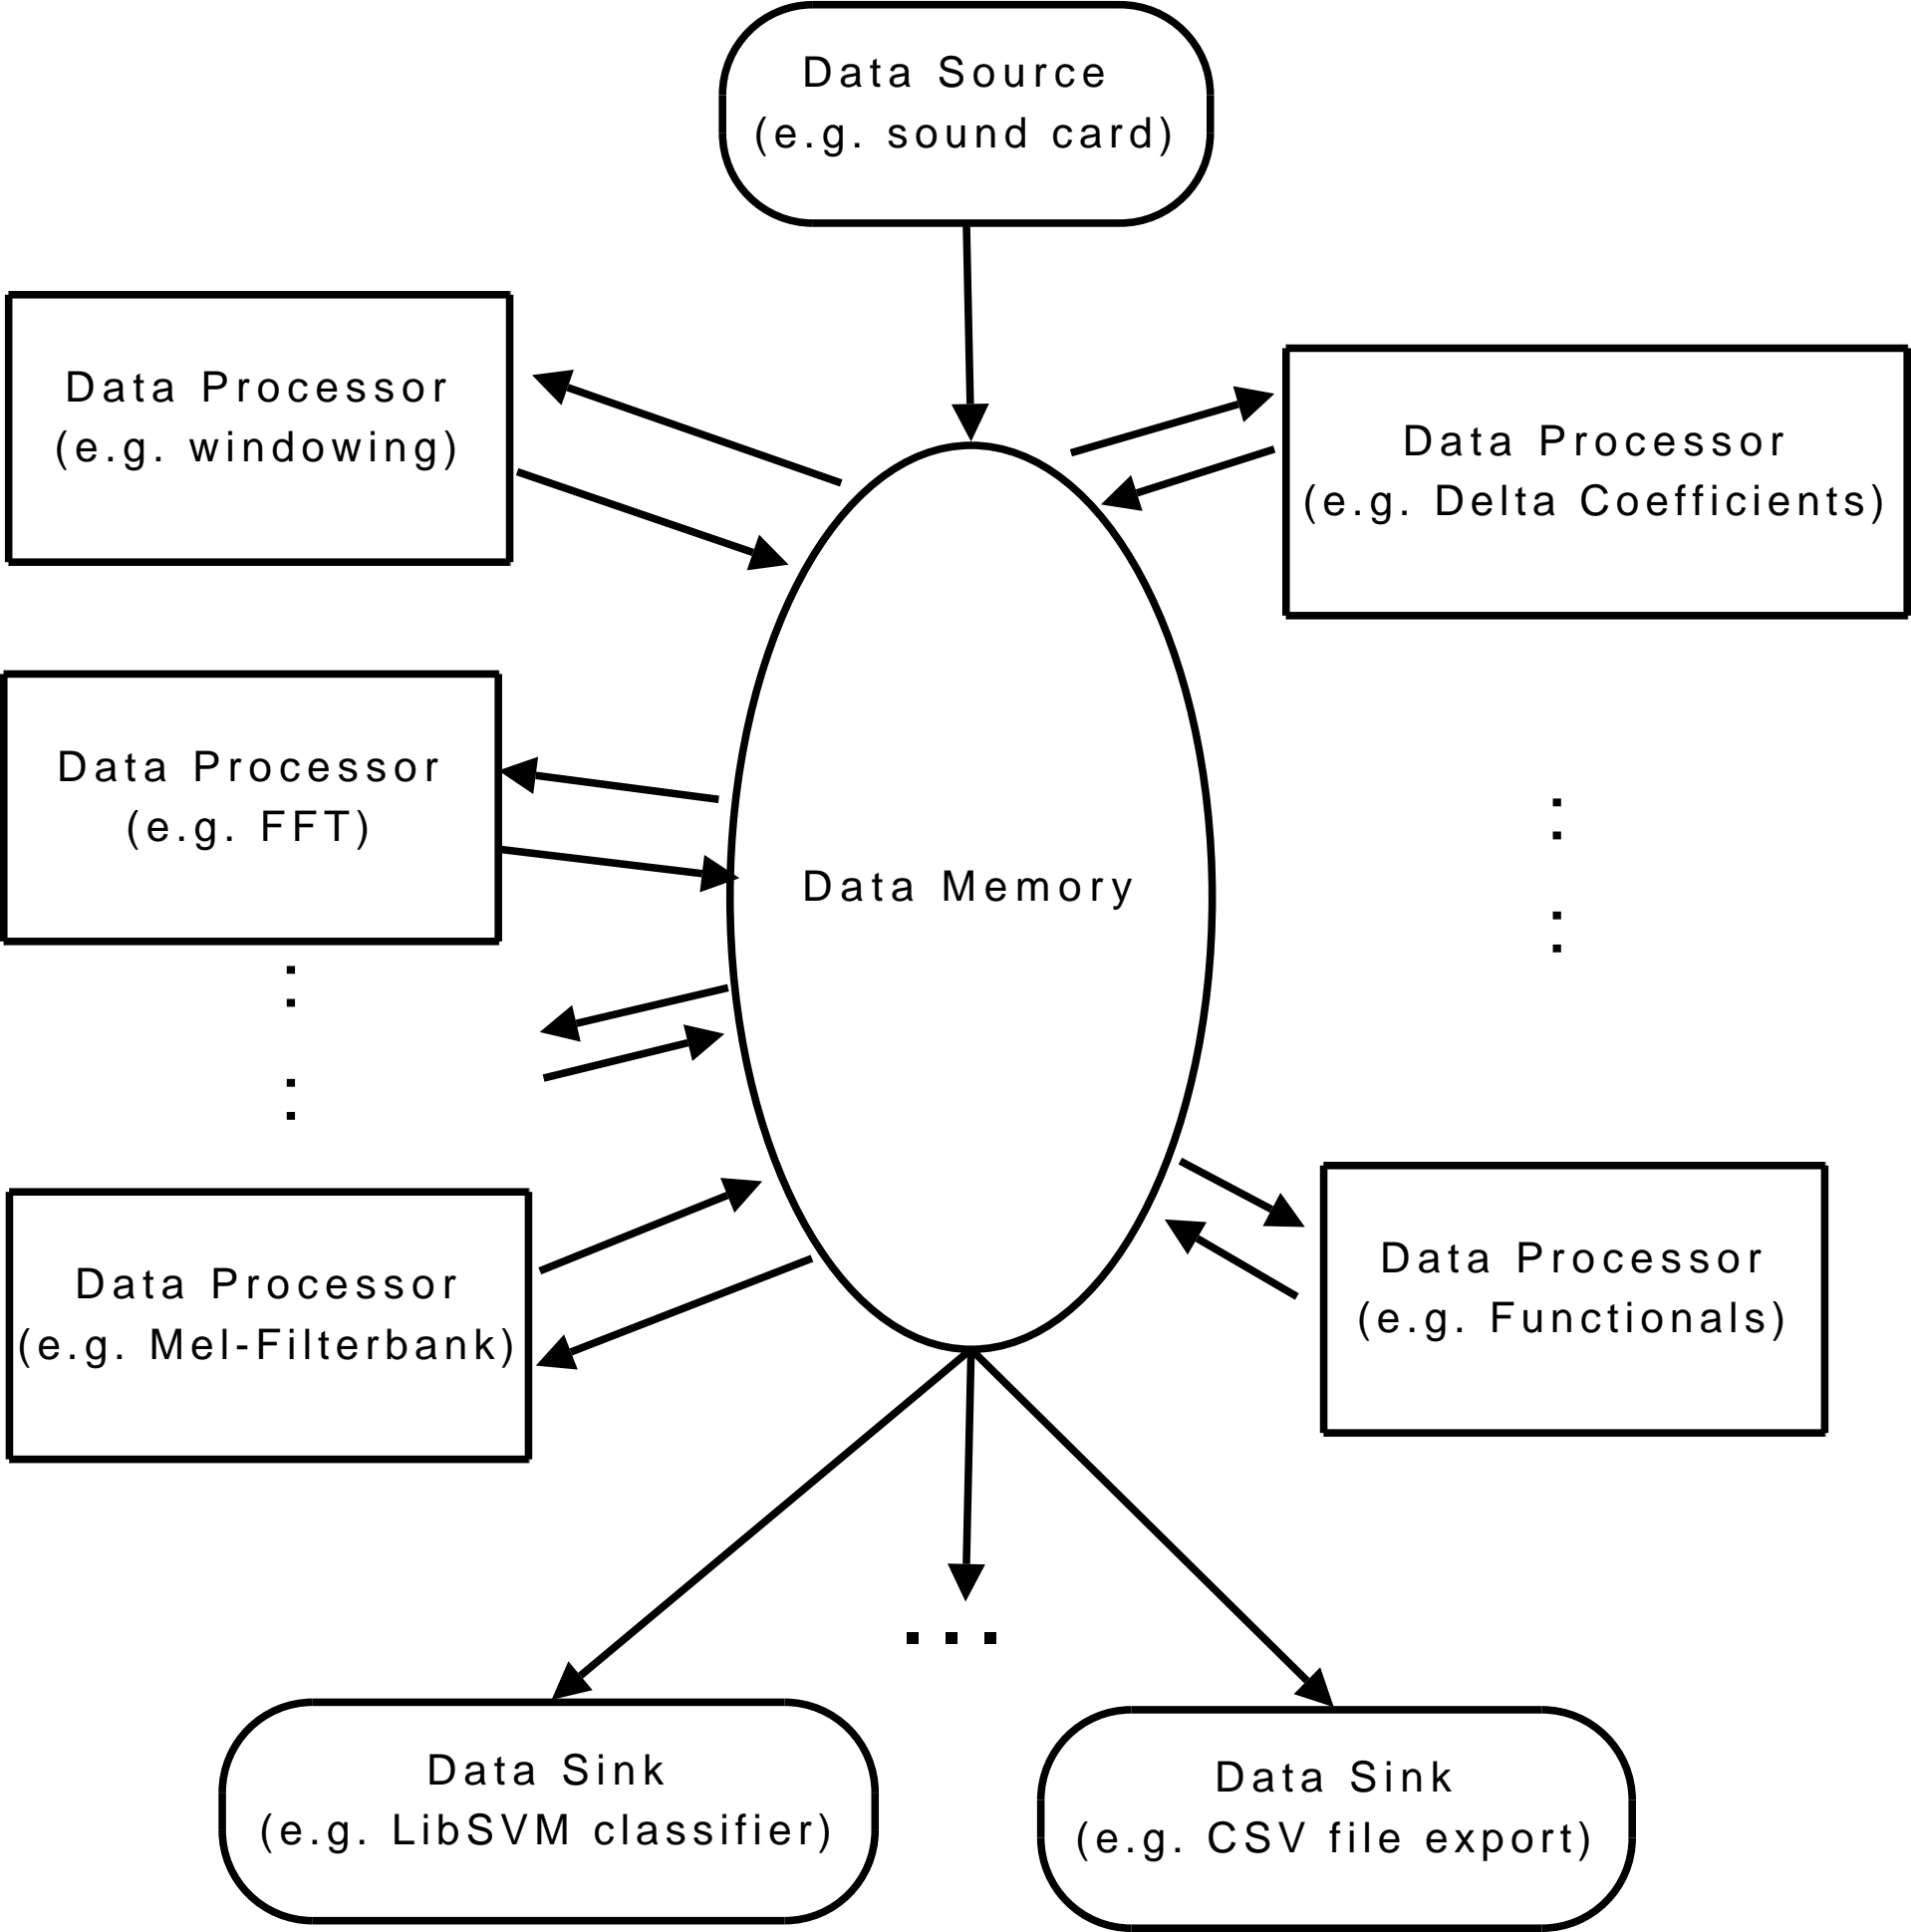 Data Source
(e.g. sound card)
Data Processor
(e.g. windowing)
Data Processor
(e.g. Delta Coefficients)
Data Processor
(e.g. FFT)
Data Memory
:
:
:
:
Data Processor
(e.g. Mel-Filterbank)
Data Processor
(e.g. Functionals)
...
Data Sink
(e.g. LibSVM classifier)
Data Sink
(e.g. CSV file export)